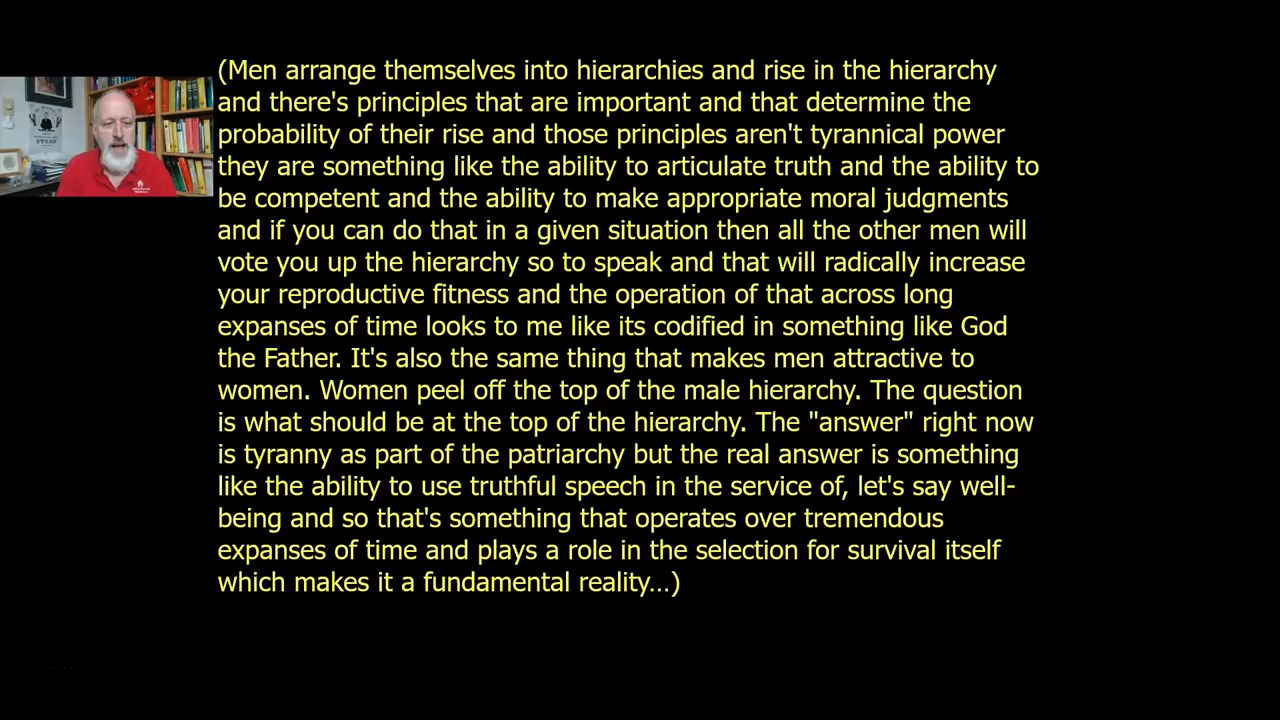 (Men arrange themselves into hierarchies and rise in the hierarchy
and there's principles that are important and that determine the
probability of their rise and those principles aren't tyrannical power
they are something like the ability to articulate truth and the ability to
be competent and the ability to make appropriate moral judgments
and if you can do that in a given situation then all the other men will
vote you up the hierarchy so to speak and that will radically increase
your reproductive fitness and the operation of that across long
expanses of time looks to me like its codified in something like God
the Father. It's also the same thing that makes men attractive to
women. Women peel off the top of the male hierarchy. The question
is what should be at the top of the hierarchy. The "answer" right now
is tyranny as part of the patriarchy but the real answer is something
like the ability to use truthful speech in the service of, let's say well-
being and so that's something that operates over tremendous
expanses of time and plays a role in the selection for survival itself
which makes it a fundamental reality...)